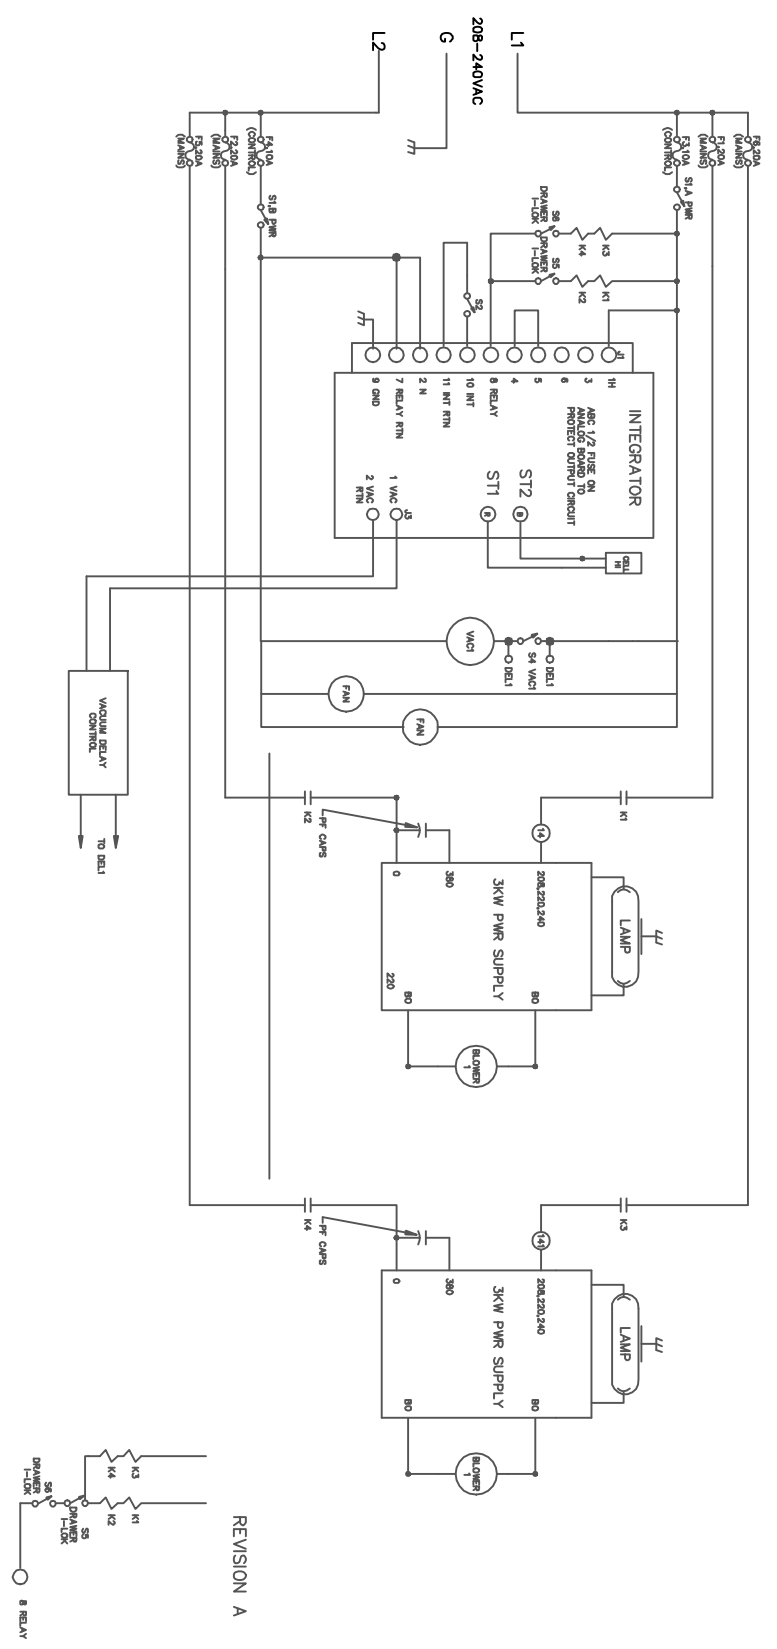 F6,20A
(MAINS)
F1,20A
(MAINS)
F3,10A
(CONTROL)
S1,A PWR
L1
208-240VAC
G
L2
F4,10A
(CONTROL)
S1,B PWR
F2,20A
(MAINS)
F5,20A
(MAINS)
K3
K4
S6
DRAWER
I-LOK
K1
K2
S5
DRAWER
I-LOK
S2
J1
1H
3
6
5
4
8 RELAY
10 INT
11 INT RTN
2 N
7 RELAY RTN
9 GND
INTEGRATOR
ABC 1/2 FUSE ON
ANALOG BOARD TO
PROTECT OUTPUT CIRCUIT
ST2
B
ST1
R
J3
1 VAC
2 VAC
RTN
CELL
HI
DEL1
S4 VAC1
DEL1
VAC1
FAN
FAN
VACUUM DELAY
CONTROL
TO DEL1
K1
14
K2
PF CAPS
LAMP
208,220,240
3KW PWR SUPPLY
380
0
220
BO
BO
BLOWER
1
K3
141
K4
PF CAPS
LAMP
208,220,240
3KW PWR SUPPLY
380
0
BO
BO
BLOWER
1
REVISION A
K3
K4
K1
K2
S5
DRAWER
I-LOK
S6
DRAWER
I-LOK
8 RELAY